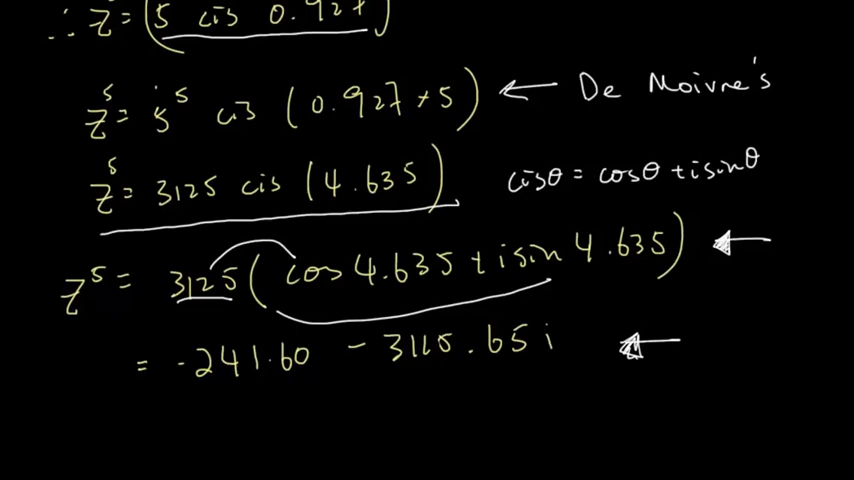 ∴ z = (5 cis 0.927)
z⁵ = 5⁵ cis (0.927 × 5) ← De Moivre's
z⁵ = 3125 cis (4.635) cisθ = cosθ + i sinθ
z⁵ = 3125 (cos 4.635 + i sin 4.635) ←
= -241.60 - 3115.65 i ←